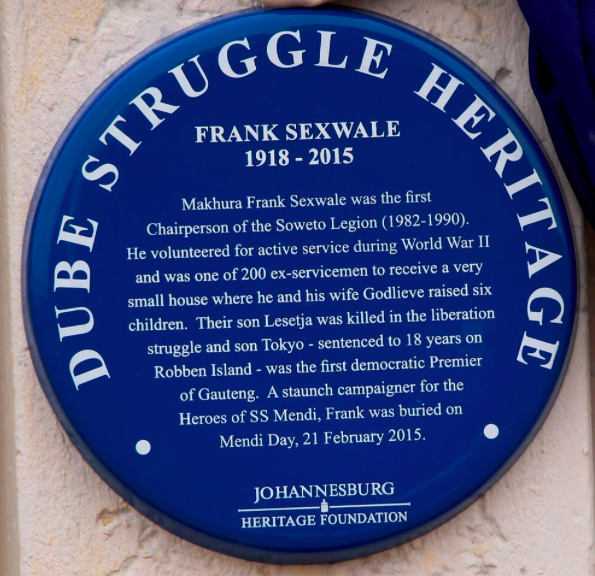 DUBE STRUGGLE HERITAGE
FRANK SEXWALE
1918 - 2015
Makhura Frank Sexwale was the first
Chairperson of the Soweto Legion (1982-1990).
He volunteered for active service during World War II
and was one of 200 ex-servicemen to receive a very
small house where he and his wife Godlieve raised six
children. Their son Lesetja was killed in the liberation
struggle and son Tokyo - sentenced to 18 years on
Robben Island - was the first democratic Premier
of Gauteng. A staunch campaigner for the
Heroes of SS Mendi, Frank was buried on
Mendi Day, 21 February 2015.
JOHANNESBURG
HERITAGE FOUNDATION